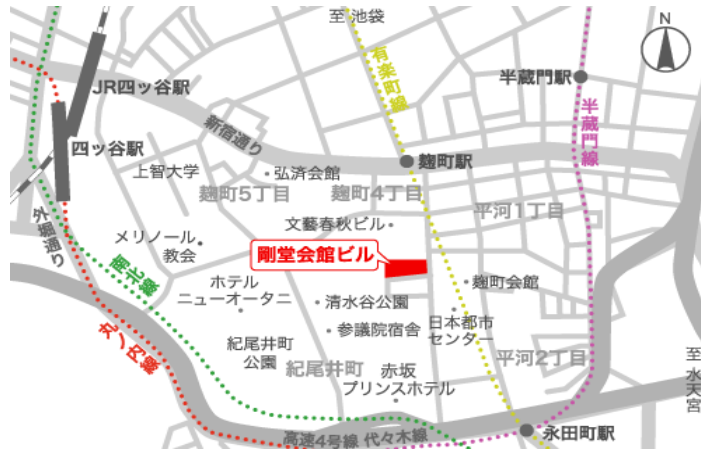 至 池袋
N
有楽町線
JR四ッ谷駅
半蔵門駅
半蔵門線
新宿通り
四ッ谷駅
麹町駅
上智大学
弘済会館
麹町5丁目
麹町4丁目
平河1丁目
外堀通り
文藝春秋ビル
メリノール
教会
剛堂会館ビル
南北線
ホテル
ニューオータニ
麹町会館
清水谷公園
日本都市
センター
参議院宿舎
丸ノ内線
紀尾井町
公園
紀尾井町
平河2丁目
至
水天宮
赤坂
プリンスホテル
高速4号線 代々木線
永田町駅